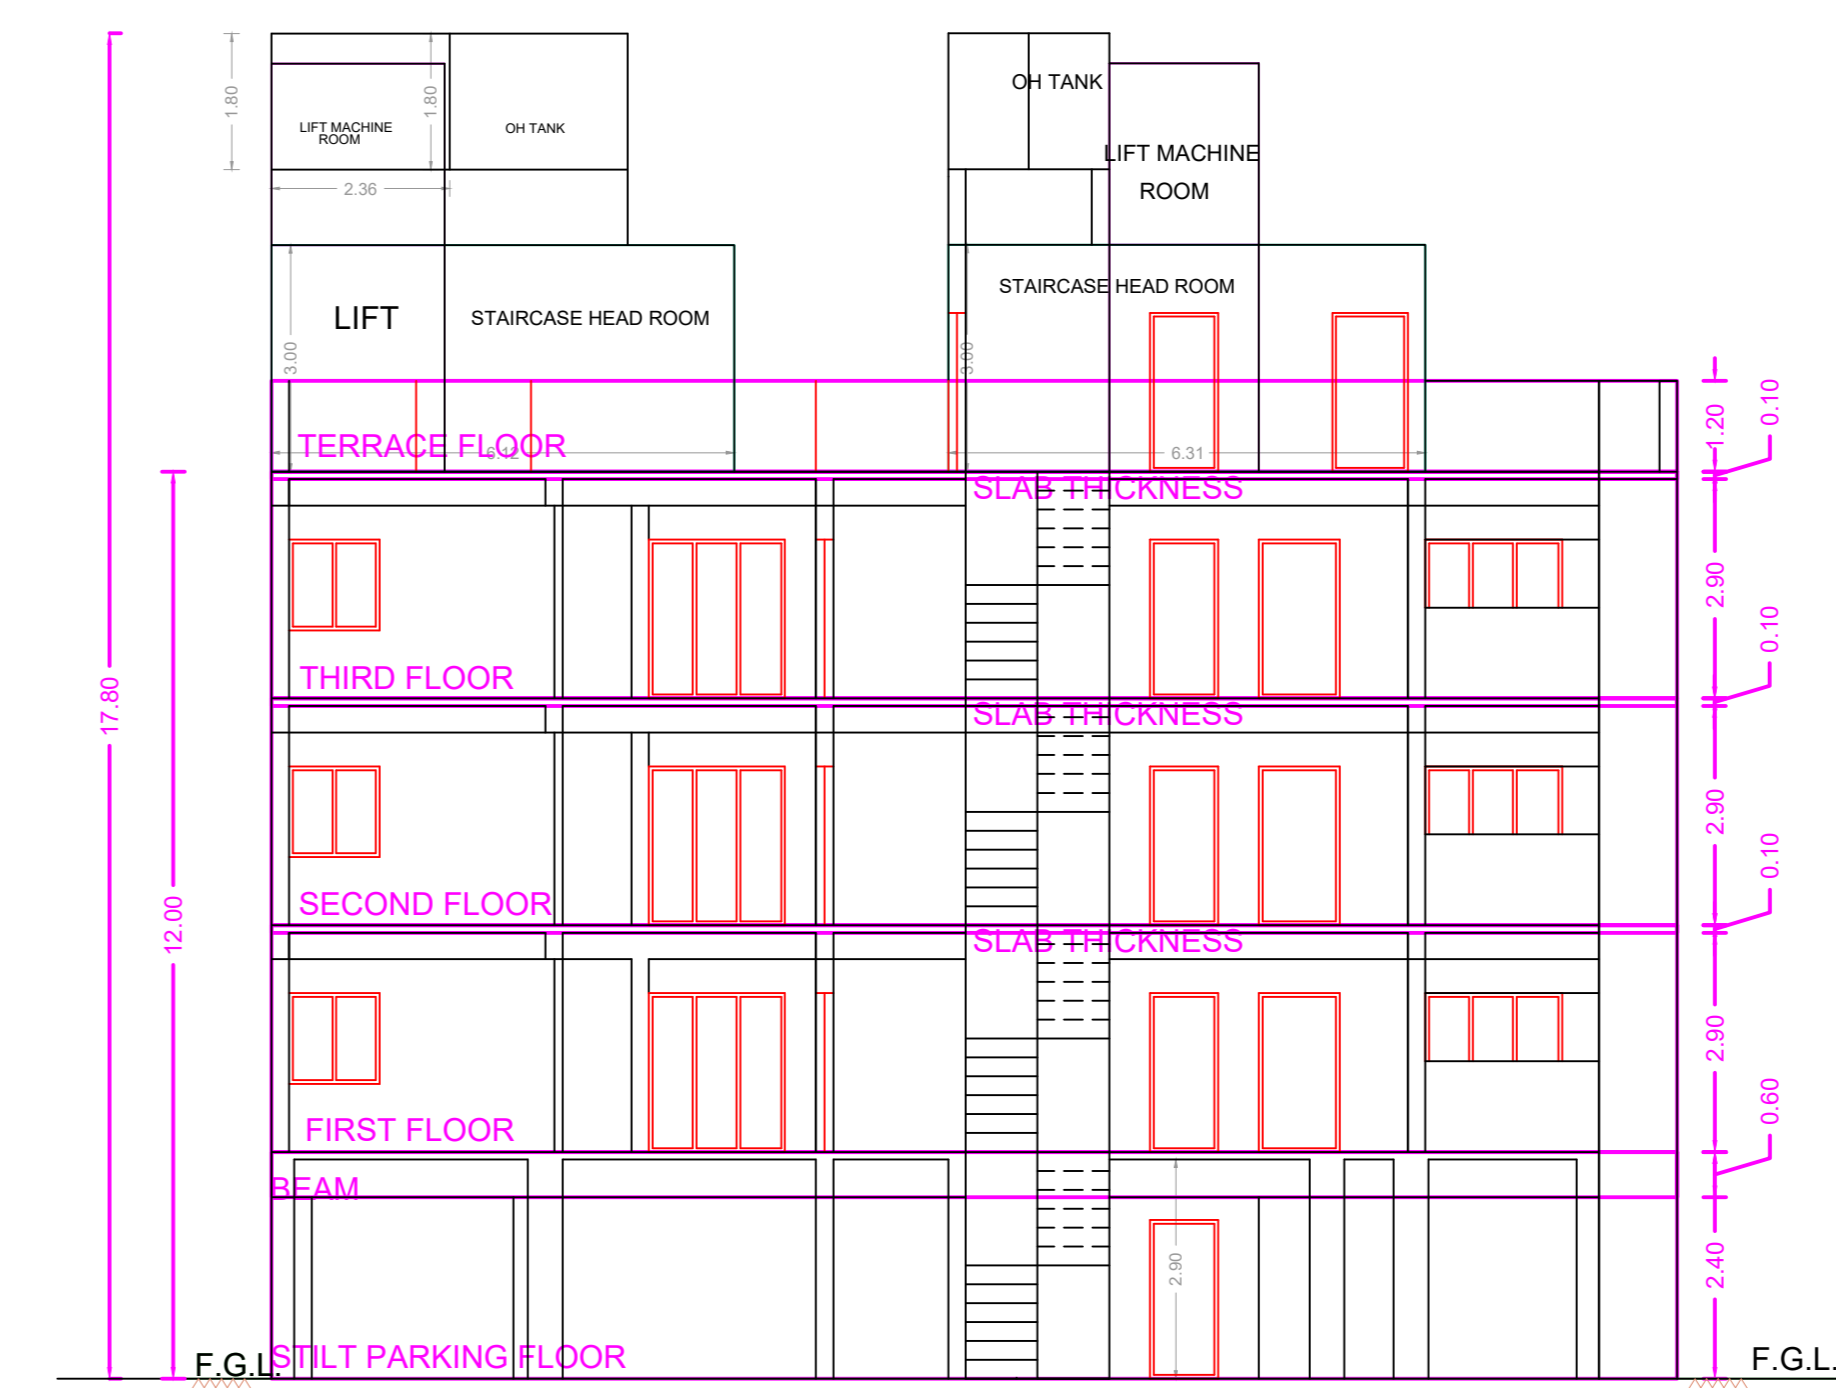 1.80
1.80
LIFT MACHINE
ROOM
OH TANK
2.36
OH TANK
LIFT MACHINE
ROOM
LIFT
STAIRCASE HEAD ROOM
STAIRCASE HEAD ROOM
3.00
3.00
TERRACE FLOOR
6.12
6.31
1.20
0.10
SLAB THICKNESS
2.90
0.10
THIRD FLOOR
17.80
SLAB THICKNESS
2.90
0.10
SECOND FLOOR
12.00
SLAB THICKNESS
2.90
0.60
FIRST FLOOR
BEAM
2.90
2.40
F.G.L.
STILT PARKING FLOOR
F.G.L.